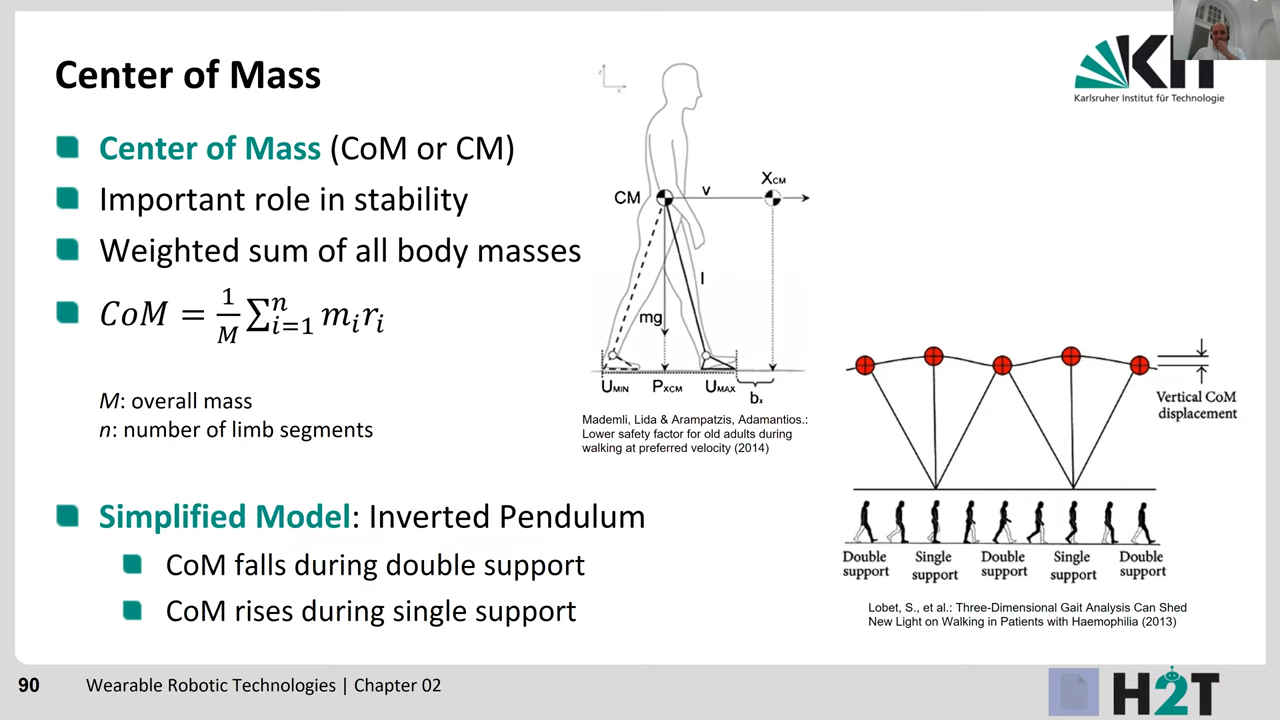 Center of Mass
Center of Mass (CoM or CM)
Important role in stability
Weighted sum of all body masses
CoM = 1/M ∑ⁿᵢ₌₁ mᵢrᵢ
M: overall mass
n: number of limb segments
Simplified Model: Inverted Pendulum
CoM falls during double support
CoM rises during single support
CM
v
XCM
l
mg
UMIN
PXCM
UMAX
bx
Mademli, Lida & Arampatzis, Adamantios.:
Lower safety factor for old adults during
walking at preferred velocity (2014)
KIT
Karlsruher Institut für Technologie
Vertical CoM
displacement
Double
support
Single
support
Double
support
Single
support
Double
support
Lobet, S., et al.: Three-Dimensional Gait Analysis Can Shed
New Light on Walking in Patients with Haemophilia (2013)
90
Wearable Robotic Technologies | Chapter 02
H2T